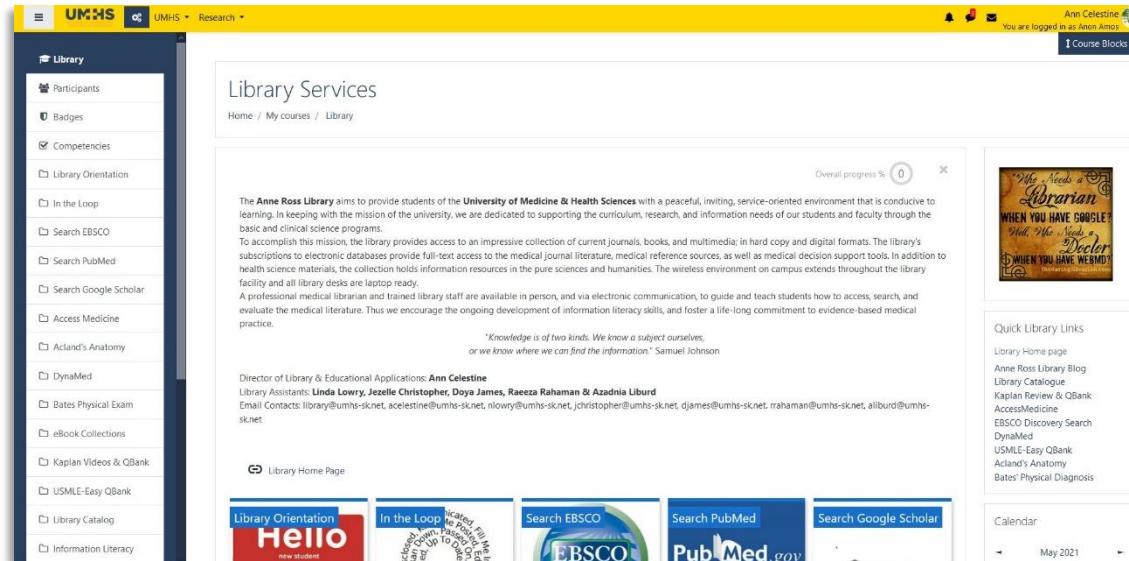 UMHS
UMHS
Research
Ann Celestine
You are logged in as Anon Amos
Course Blocks
Library
Participants
Badges
Competencies
Library Orientation
In the Loop
Search EBSCO
Search PubMed
Search Google Scholar
Access Medicine
Acland's Anatomy
DynaMed
Bates Physical Exam
eBook Collections
Kaplan Videos & QBank
USMLE-Easy QBank
Library Catalog
Information Literacy
Library Services
Home / My courses / Library
Overall progress % 0
The Anne Ross Library aims to provide students of the University of Medicine & Health Sciences with a peaceful, inviting, service-oriented environment that is conducive to
learning. In keeping with the mission of the university, we are dedicated to supporting the curriculum, research, and information needs of our students and faculty through the
basic and clinical science programs.
To accomplish this mission, the library provides access to an impressive collection of current journals, books, and multimedia; in hard copy and digital formats. The library's
subscriptions to electronic databases provide full-text access to the medical journal literature, medical reference sources, as well as medical decision support tools. In addition to
health science materials, the collection holds information resources in the pure sciences and humanities. The wireless environment on campus extends throughout the library
facility and all library desks are laptop ready.
A professional medical librarian and trained library staff are available in person, and via electronic communication, to guide and teach students how to access, search, and
evaluate the medical literature. Thus we encourage the ongoing development of information literacy skills, and foster a life-long commitment to evidence-based medical
practice.
"Knowledge is of two kinds. We know a subject ourselves,
or we know where we can find the information." Samuel Johnson
Director of Library & Educational Applications: Ann Celestine
Library Assistants: Linda Lowry, Jezelle Christopher, Doya James, Raeeza Rahaman & Azadnia Liburd
Email Contacts: library@umhs-sk.net, acelestine@umhs-sk.net, nlowry@umhs-sk.net, jchristopher@umhs-sk.net, djames@umhs-sk.net. rrahaman@umhs-sk.net, aliburd@umhs-
sk.net
Library Home Page
Library Orientation
Hello
new student
In the Loop
Search EBSCO
EBSCO
Search PubMed
PubMed.gov
Search Google Scholar
"Who Needs a
Librarian
WHEN YOU HAVE GOOGLE?
Well, Who Needs a
Doctor
WHEN YOU HAVE WEBMD?
Quick Library Links
Library Home page
Anne Ross Library Blog
Library Catalogue
Kaplan Review & QBank
AccessMedicine
EBSCO Discovery Search
DynaMed
USMLE-Easy QBank
Acland's Anatomy
Bates' Physical Diagnosis
Calendar
◄ May 2021 ►